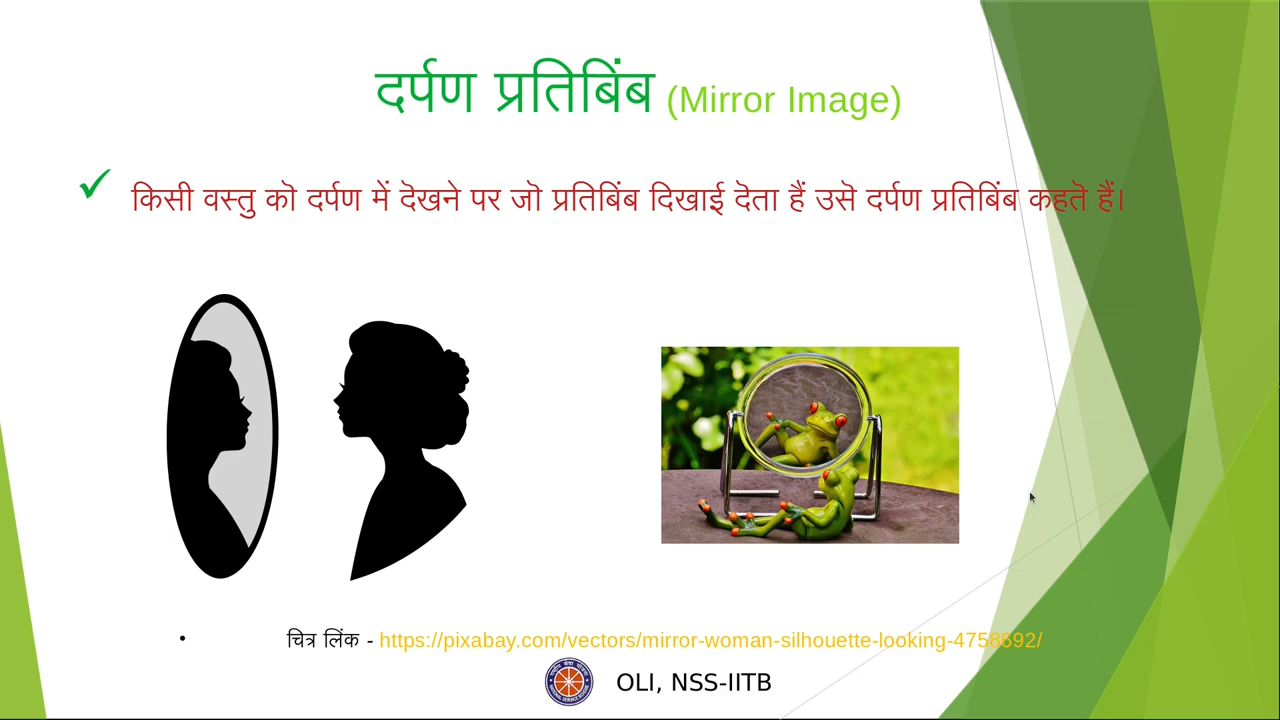 दर्पण प्रतिबिंब (Mirror Image)
✓ किसी वस्तु कॊ दर्पण में दॆखनॆ पर जॊ प्रतिबिंब दिखाई दॆता हैं उसॆ दर्पण प्रतिबिंब कहतॆ हैं।
• चित्र लिंक - https://pixabay.com/vectors/mirror-woman-silhouette-looking-4758692/
OLI, NSS-IITB